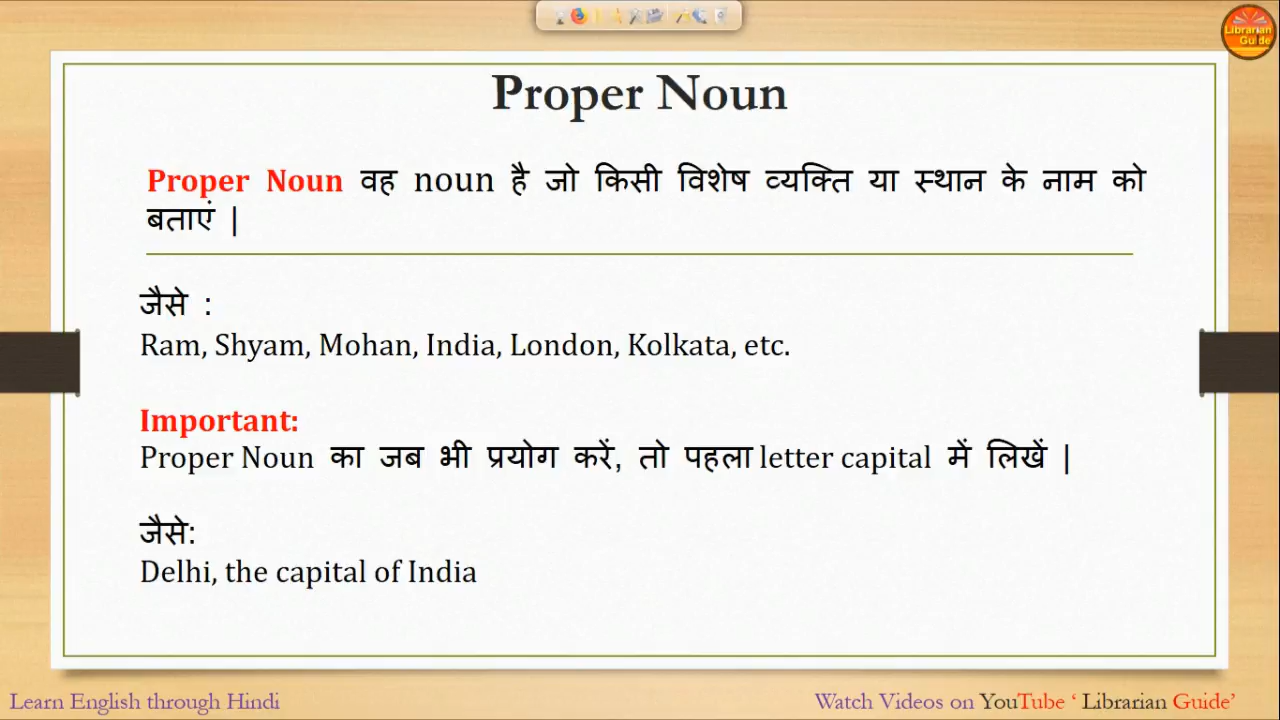 Librarian
Guide
Proper Noun
Proper Noun वह noun है जो किसी विशेष व्यक्ति या स्थान के नाम को
बताएं |
जैसे :
Ram, Shyam, Mohan, India, London, Kolkata, etc.
Important:
Proper Noun का जब भी प्रयोग करें, तो पहला letter capital में लिखें |
जैसे:
Delhi, the capital of India
Learn English through Hindi
Watch Videos on YouTube ‘ Librarian Guide’